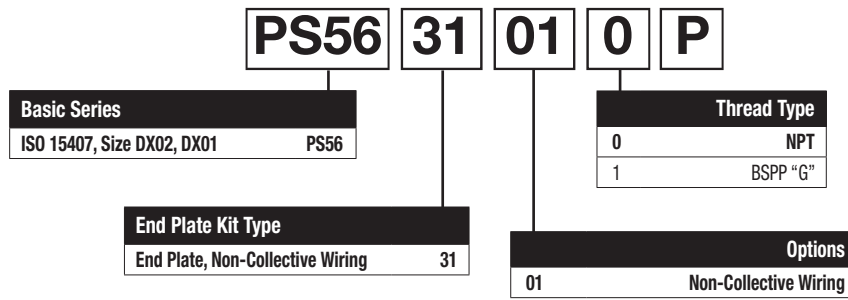 PS56 31 01 0 P
Basic Series
ISO 15407, Size DX02, DX01 PS56
Thread Type
0 NPT
1 BSPP “G”
End Plate Kit Type
End Plate, Non-Collective Wiring 31
Options
01 Non-Collective Wiring